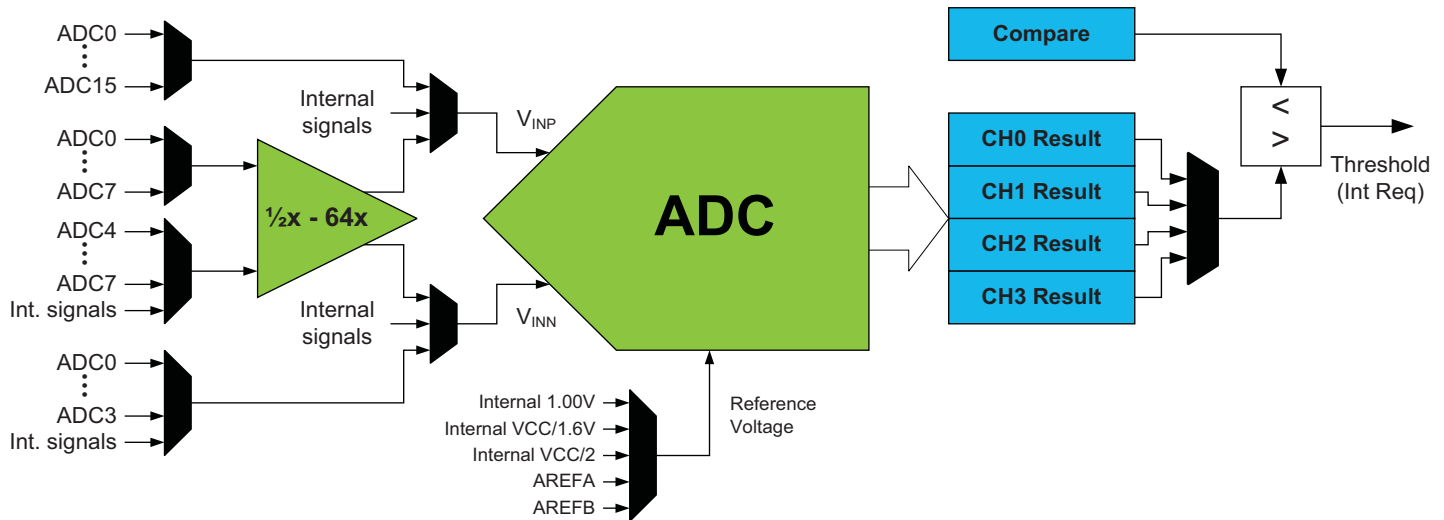 ADC0
ADC15
Internal
signals
ADC0
ADC7
ADC4
ADC7
Int. signals
½x - 64x
Internal
signals
ADC0
ADC3
Int. signals
VINP
VINN
ADC
Internal 1.00V
Internal VCC/1.6V
Internal VCC/2
AREFA
AREFB
Reference
Voltage
Compare
CH0 Result
CH1 Result
CH2 Result
CH3 Result
<
>
Threshold
(Int Req)